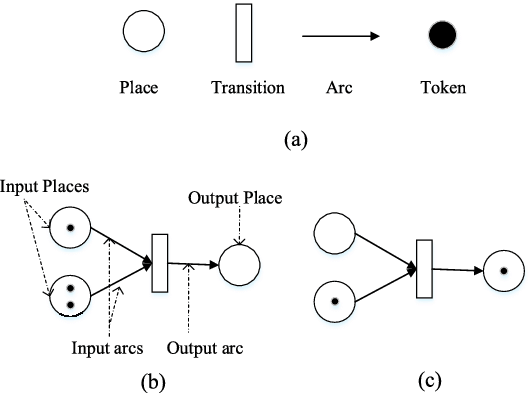 Place Transition Arc Token
(a)
Input Places
Output Place
Input arcs Output arc
(b) (c)